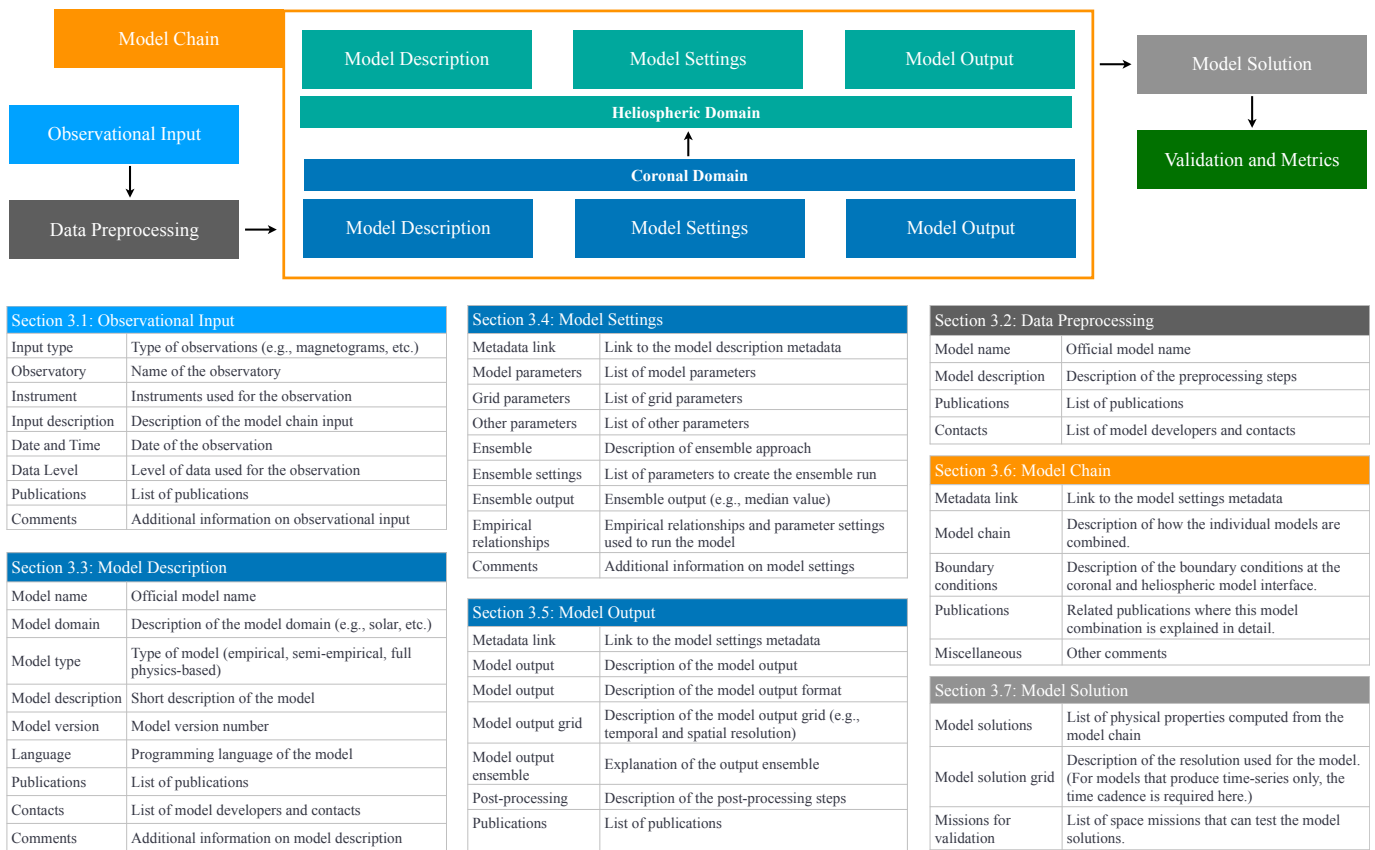 Model Chain
Model Description
Model Settings
Model Output
Heliospheric Domain
Observational Input
Data Preprocessing
Coronal Domain
Model Description
Model Settings
Model Output
Model Solution
Validation and Metrics
Section 3.1: Observational Input
Input type Type of observations (e.g., magnetograms, etc.)
Observatory Name of the observatory
Instrument Instruments used for the observation
Input description Description of the model chain input
Date and Time Date of the observation
Data Level Level of data used for the observation
Publications List of publications
Comments Additional information on observational input
Section 3.3: Model Description
Model name Official model name
Model domain Description of the model domain (e.g., solar, etc.)
Model type Type of model (empirical, semi-empirical, full
physics-based)
Model description Short description of the model
Model version Model version number
Language Programming language of the model
Publications List of publications
Contacts List of model developers and contacts
Comments Additional information on model description
Section 3.4: Model Settings
Metadata link Link to the model description metadata
Model parameters List of model parameters
Grid parameters List of grid parameters
Other parameters List of other parameters
Ensemble Description of ensemble approach
Ensemble settings List of parameters to create the ensemble run
Ensemble output Ensemble output (e.g., median value)
Empirical Empirical relationships and parameter settings
relationships used to run the model
Comments Additional information on model settings
Section 3.5: Model Output
Metadata link Link to the model settings metadata
Model output Description of the model output
Model output Description of the model output format
Model output grid Description of the model output grid (e.g.,
temporal and spatial resolution)
Model output
ensemble Explanation of the output ensemble
Post-processing Description of the post-processing steps
Publications List of publications
Section 3.2: Data Preprocessing
Model name Official model name
Model description Description of the preprocessing steps
Publications List of publications
Contacts List of model developers and contacts
Section 3.6: Model Chain
Metadata link Link to the model settings metadata
Model chain Description of how the individual models are
combined.
Boundary Description of the boundary conditions at the
conditions coronal and heliospheric model interface.
Publications Related publications where this model
combination is explained in detail.
Miscellaneous Other comments
Section 3.7: Model Solution
Model solutions List of physical properties computed from the
model chain
Model solution grid Description of the resolution used for the model.
(For models that produce time-series only, the
time cadence is required here.)
Missions for List of space missions that can test the model
validation solutions.